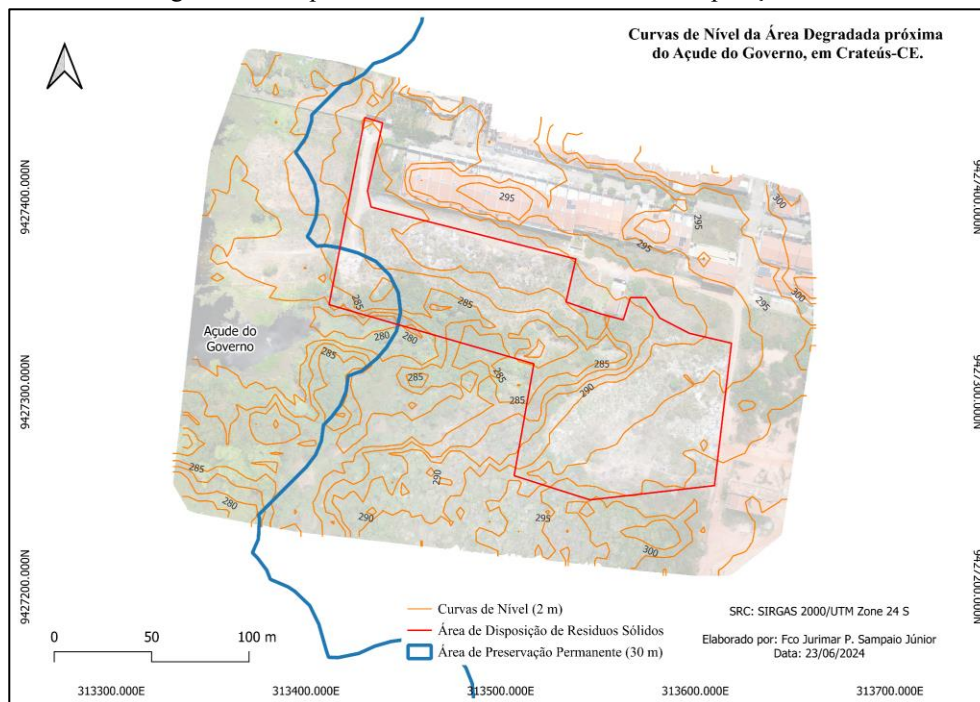 Curvas de Nível da Área Degradada próxima
do Açude do Governo, em Crateús-CE.
9427400.000N
9427400.000N
300
295
295
295
300
295
285
285
Açude do
Governo
280
280
285
285
285
285
285
290
9427300.000N
9427300.000N
285
280
290
290
295
300
9427200.000N
9427200.000N
Curvas de Nível (2 m)
Área de Disposição de Residuos Sólidos
Área de Preservação Permanente (30 m)
SRC: SIRGAS 2000/UTM Zone 24 S
Elaborado por: Fco Jurimar P. Sampaio Júnior
Data: 23/06/2024
0 50 100 m
313300.000E 313400.000E 313500.000E 313600.000E 313700.000E